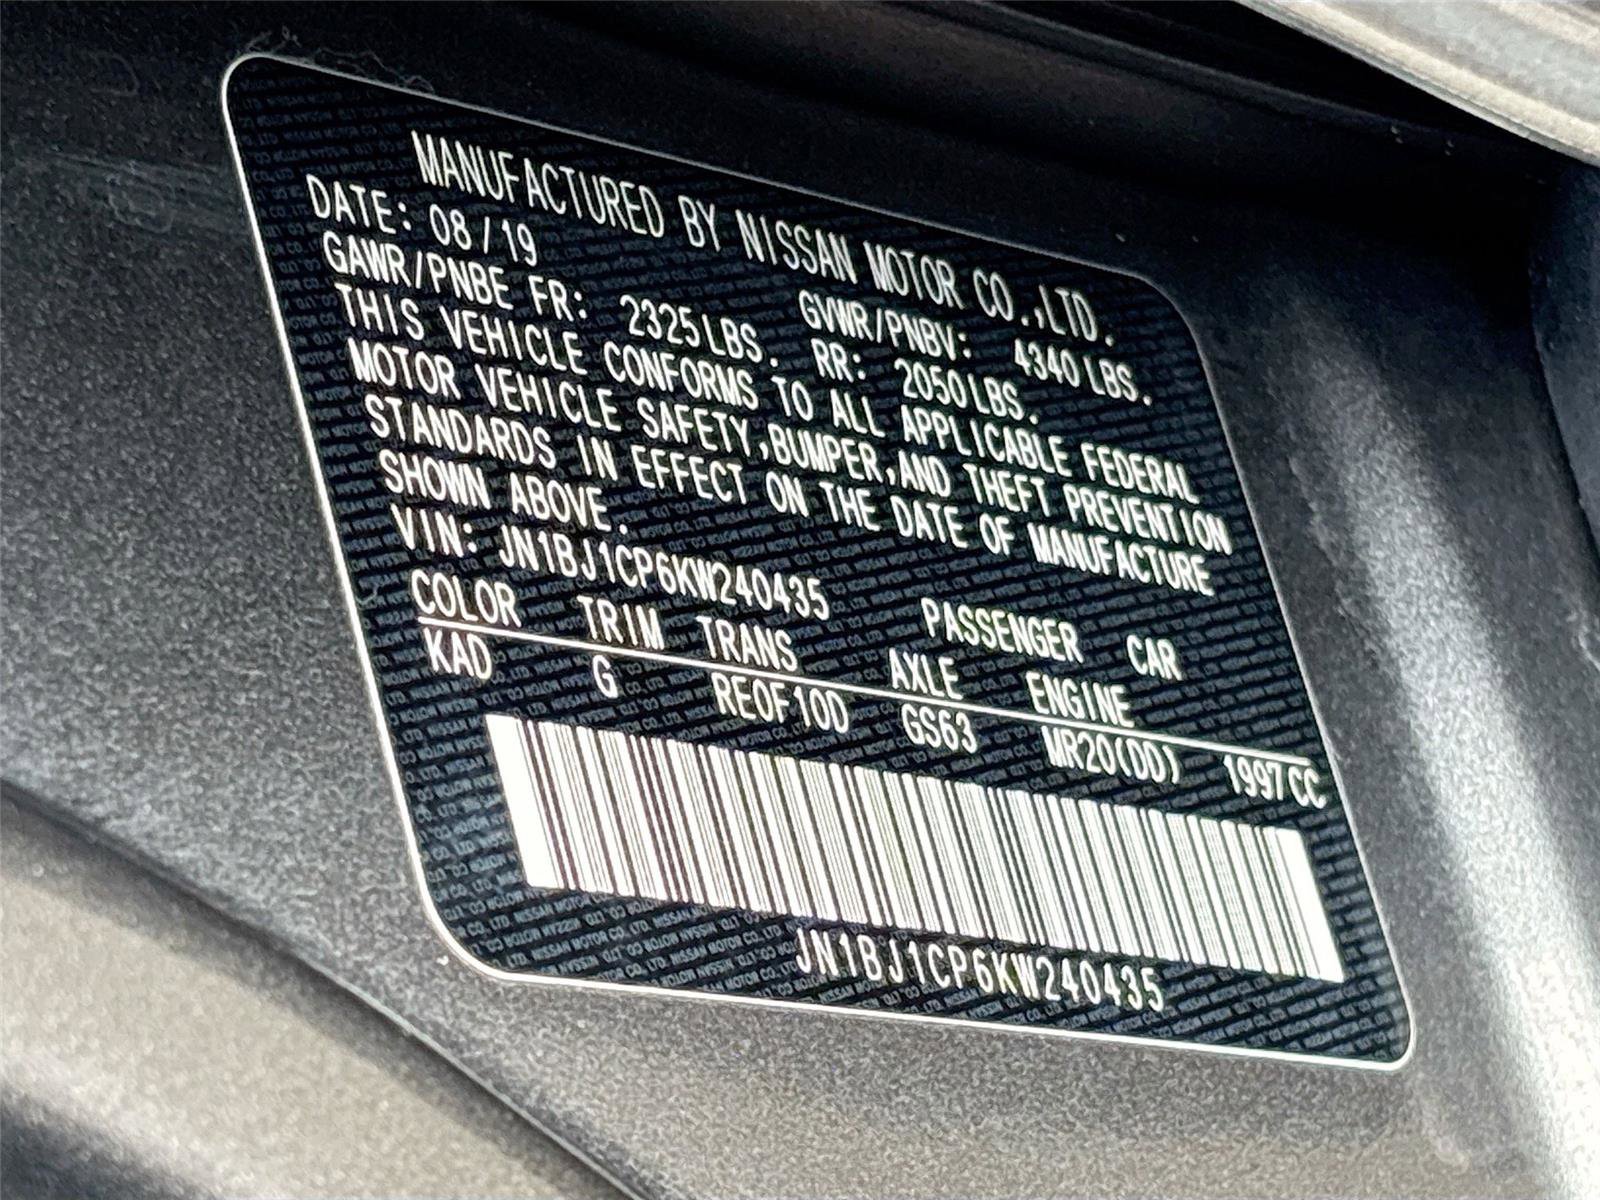 MANUFACTURED BY NISSAN MOTOR CO.,LTD.
DATE: 08/19 GVWR/PNBV: 4340LBS.
GAWR/PNBE FR: 2325LBS. RR: 2050LBS.
THIS VEHICLE CONFORMS TO ALL APPLICABLE FEDERAL
MOTOR VEHICLE SAFETY,BUMPER,AND THEFT PREVENTION
STANDARDS IN EFFECT ON THE DATE OF MANUFACTURE
SHOWN ABOVE.
VIN: JN1BJ1CP6KW240435 PASSENGER CAR
COLOR TRIM TRANS AXLE ENGINE
KAD G RE0F10D GS63 MR20(DD) 1997CC
JN1BJ1CP6KW240435